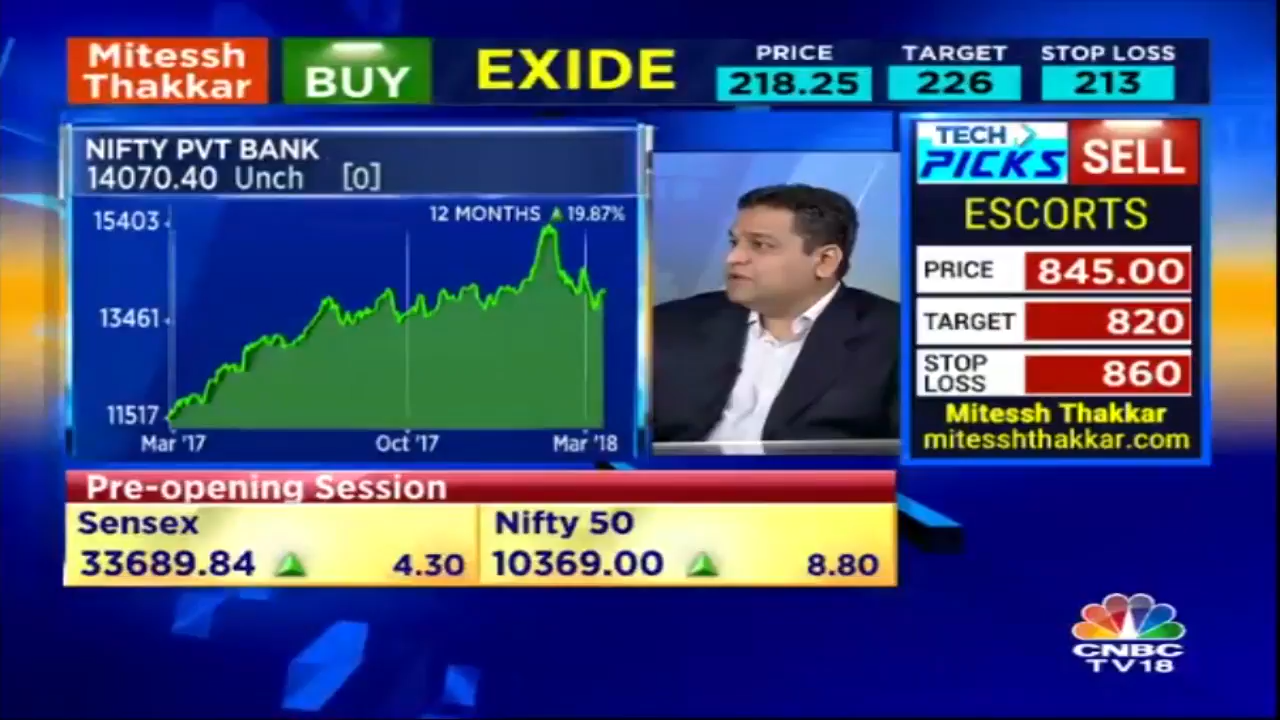 Mitessh
Thakkar
BUY
EXIDE
PRICE
218.25
TARGET
226
STOP LOSS
213
NIFTY PVT BANK
14070.40 Unch [0]
12 MONTHS ▲ 19.87%
15403
13461
11517
Mar '17 Oct '17 Mar '18
TECH
PICKS
SELL
ESCORTS
PRICE 845.00
TARGET 820
STOP
LOSS
860
Mitessh Thakkar
mitesshthakkar.com
Pre-opening Session
Sensex
33689.84 ▲ 4.30
Nifty 50
10369.00 ▲ 8.80
CNBC
TV18